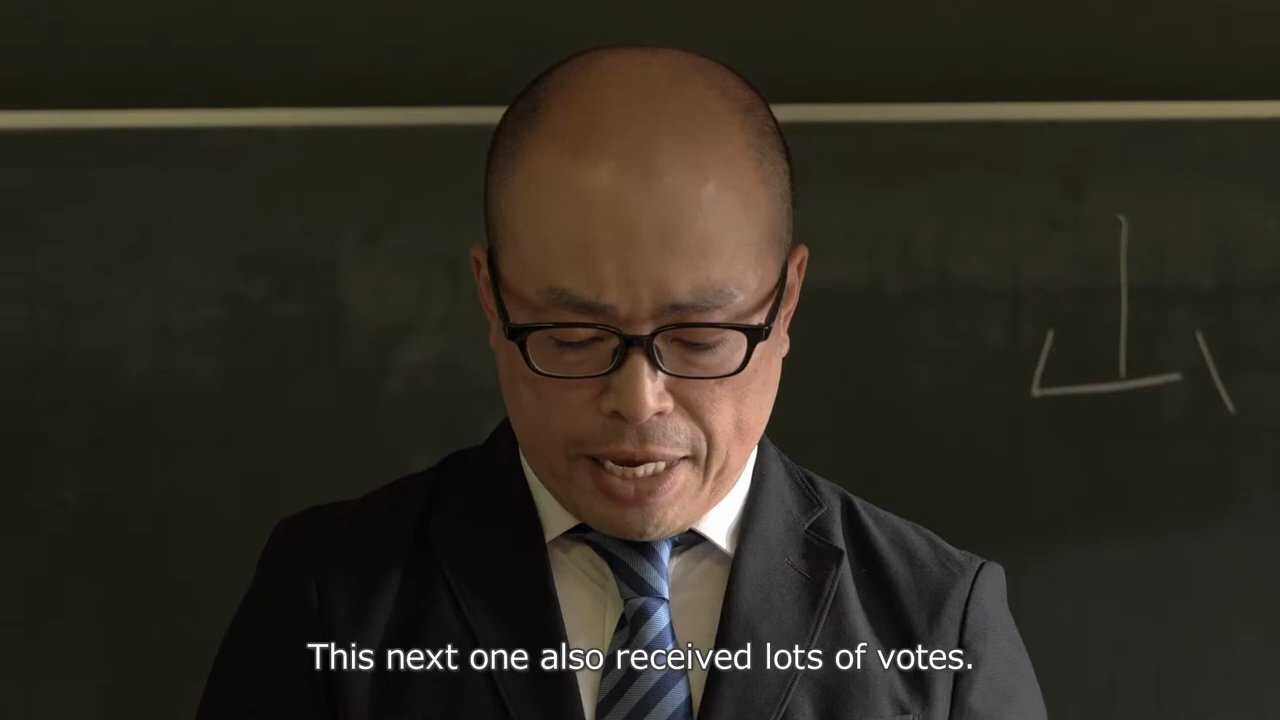 山
This next one also received lots of votes.